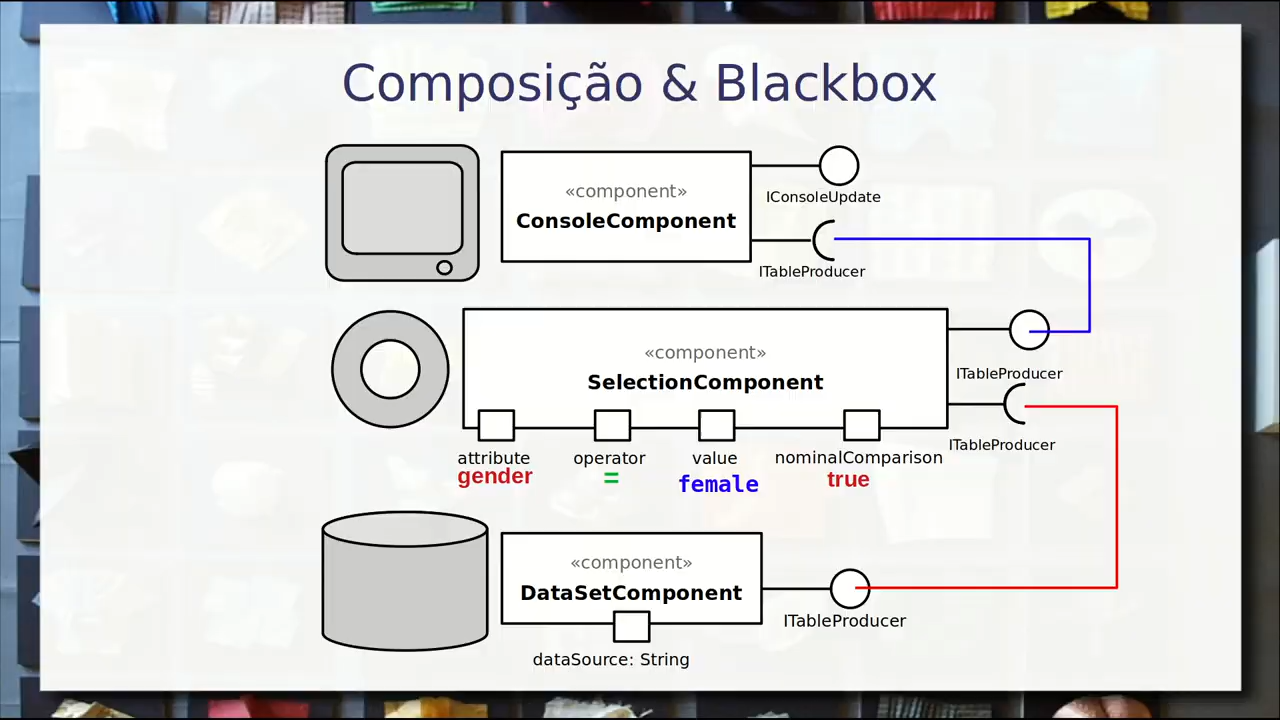 Composição & Blackbox
«component»
ConsoleComponent
IConsoleUpdate
ITableProducer
«component»
SelectionComponent
ITableProducer
ITableProducer
attribute operator value nominalComparison
gender = female true
«component»
DataSetComponent
ITableProducer
dataSource: String